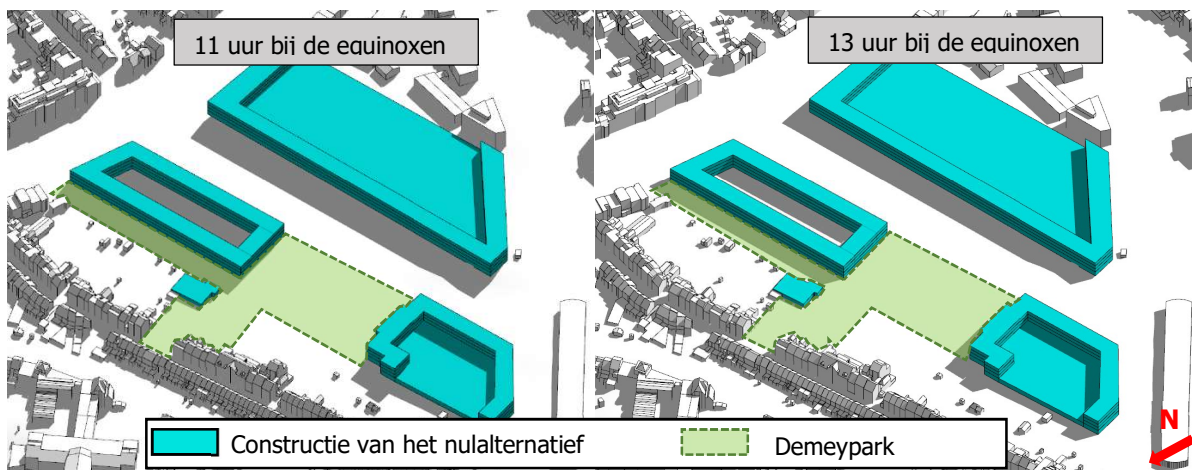 11 uur bij de equinoxen
13 uur bij de equinoxen
N
Constructie van het nulalternatief
Demeypark